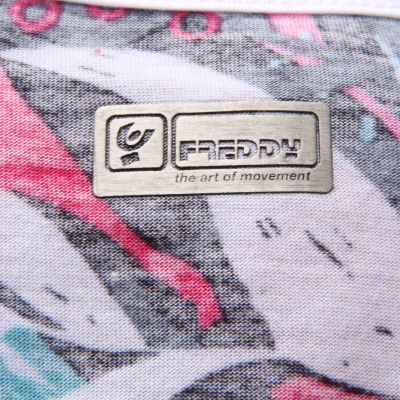 FREDDY
the art of movement